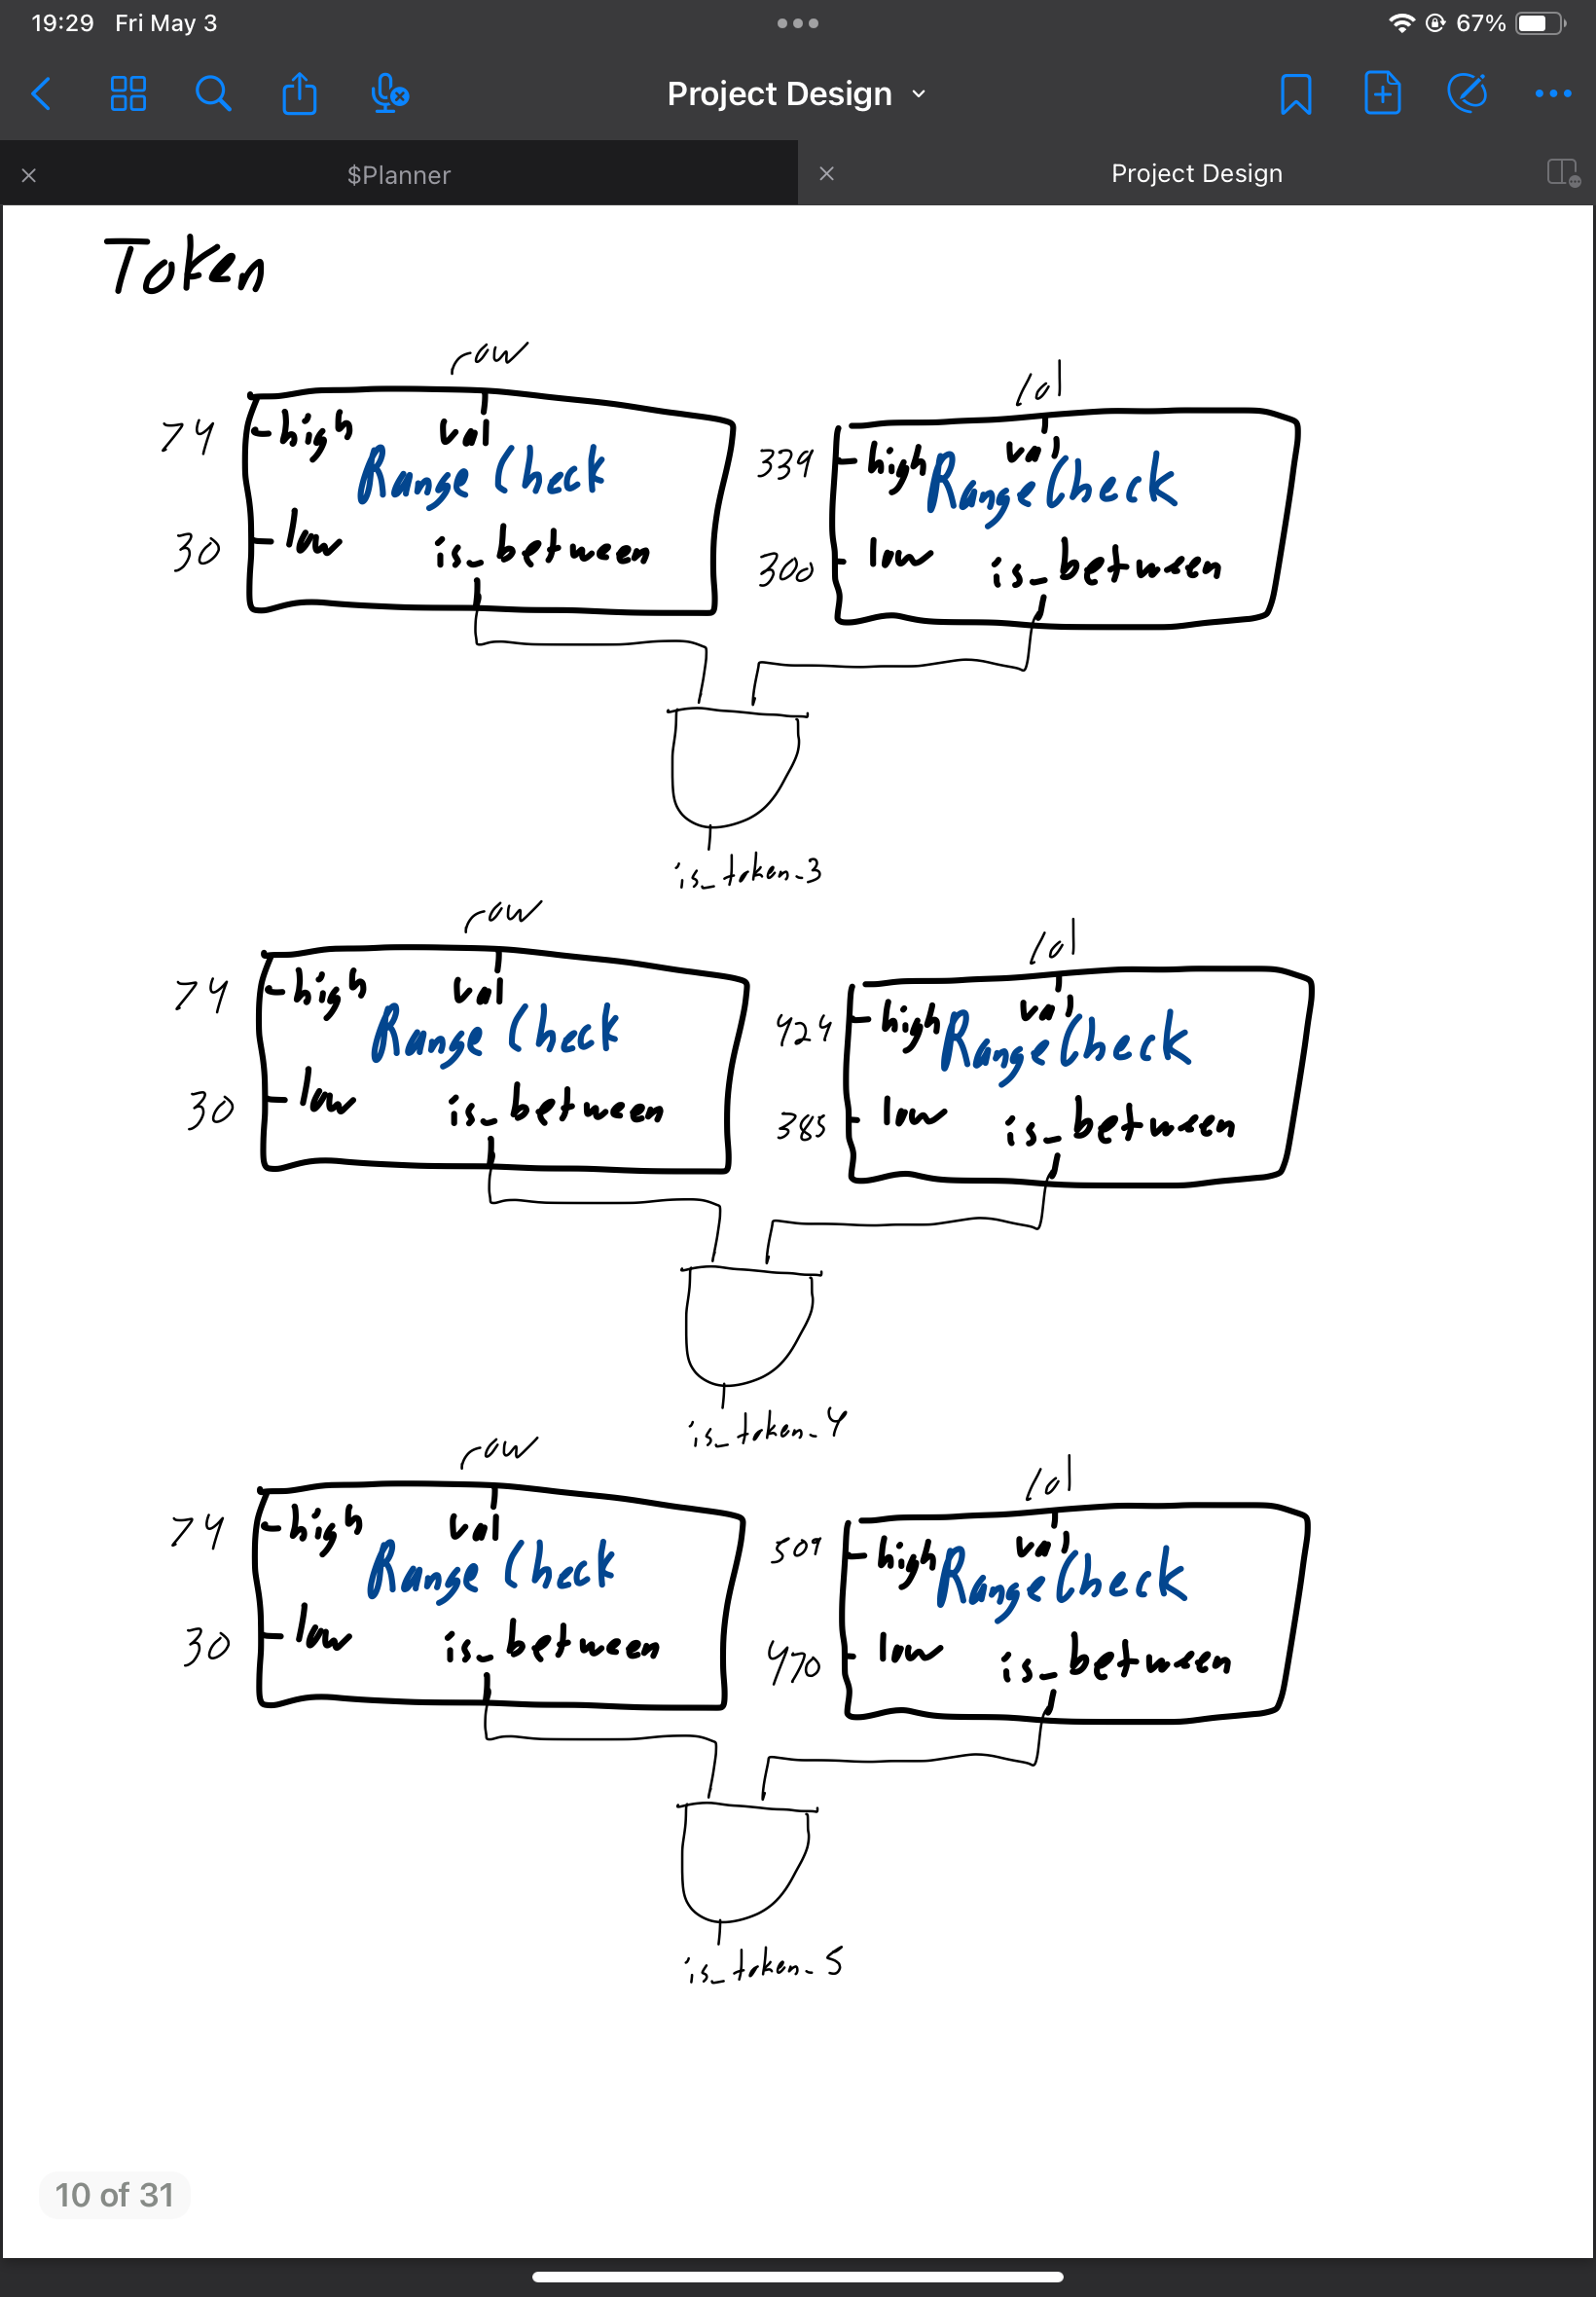 19:29 Fri May 3
67%
Project Design
$Planner
Project Design
Token
row
col
74 high val
Range Check
30 low is_between
339 high val
Range Check
300 low is_between
is_token_3
row
col
74 high val
Range Check
30 low is_between
424 high val
Range Check
385 low is_between
is_token_4
row
col
74 high val
Range Check
30 low is_between
509 high val
Range Check
470 low is_between
is_token_5
10 of 31